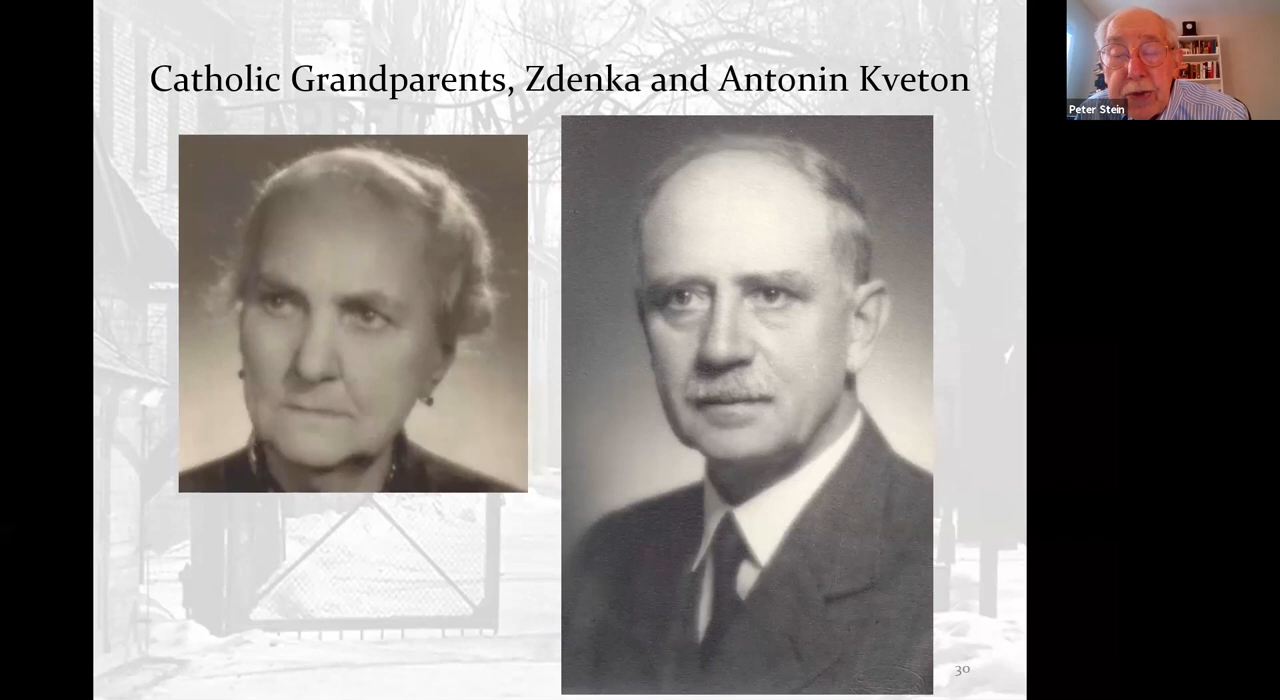 Catholic Grandparents, Zdenka and Antonin Kveton
Peter Stein
30